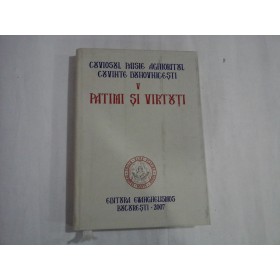 CUVIOSUL PAISIE AGHIORITUL
CUVINTE DUHOVNICEȘTI
V
PATIMI ȘI VIRTUȚI
EDITURA EVANGHELISMOS
BUCUREȘTI - 2007